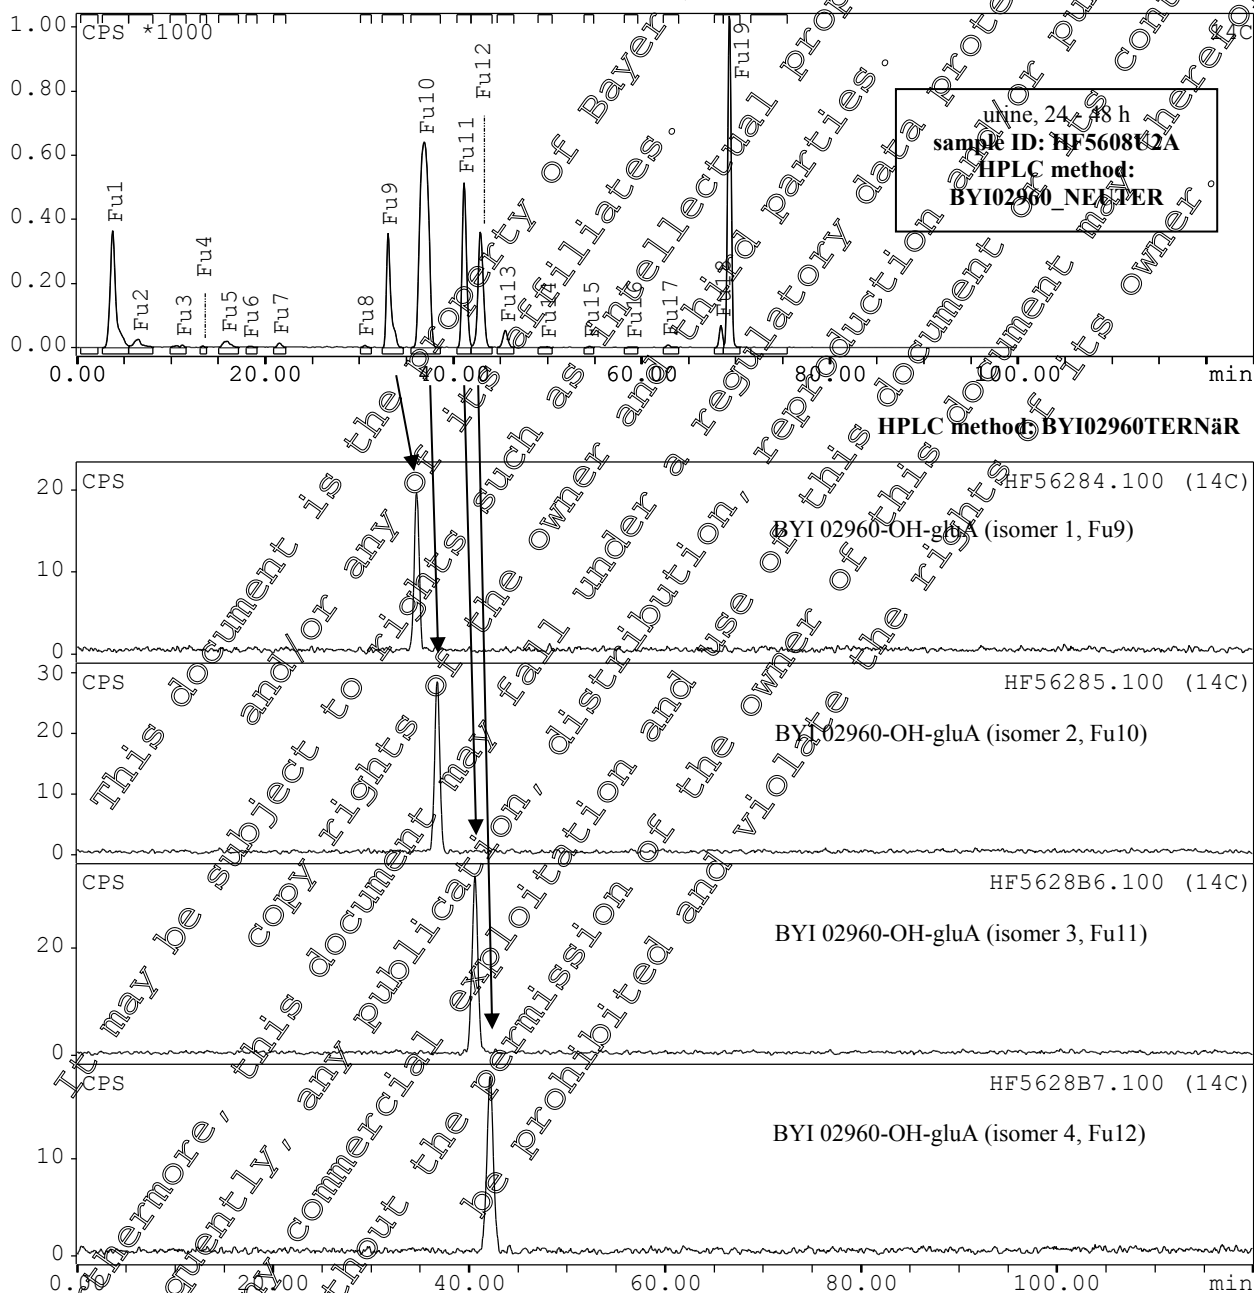 1.00
CPS *1000
14C
0.80
0.60
0.40
0.20
0.00
Fu1
Fu2
Fu3
Fu4
Fu5
Fu6
Fu7
Fu8
Fu9
Fu10
Fu11
Fu12
Fu13
Fu14
Fu15
Fu16
Fu17
Fu18
Fu19
urine, 24 - 48 h
sample ID: HF5608U2A
HPLC method:
BYI02960_NEUTER
0.00 20.00 40.00 60.00 80.00 100.00 min
HPLC method: BYI02960TERNäR
20
CPS
HF56284.100 (14C)
BYI 02960-OH-gluA (isomer 1, Fu9)
10
0
30
CPS
HF56285.100 (14C)
20
BYI 02960-OH-gluA (isomer 2, Fu10)
10
0
CPS
HF5628B6.100 (14C)
20
BYI 02960-OH-gluA (isomer 3, Fu11)
0
CPS
HF5628B7.100 (14C)
10
BYI 02960-OH-gluA (isomer 4, Fu12)
0
0.00 20.00 40.00 60.00 80.00 100.00 min
This document is the property of Bayer
and/or any of its affiliates.
It may be subject to rights such as intellectual prop
copy rights of the owner and third parties.
thermore, this document may fall under a regulatory data prote
quently, any publication, distribution, reproduction and/or pu
ny commercial exploitation and use of this document or its cont
thout the permission of the owner of this document may therefo
be prohibited and violate the rights of its owner.